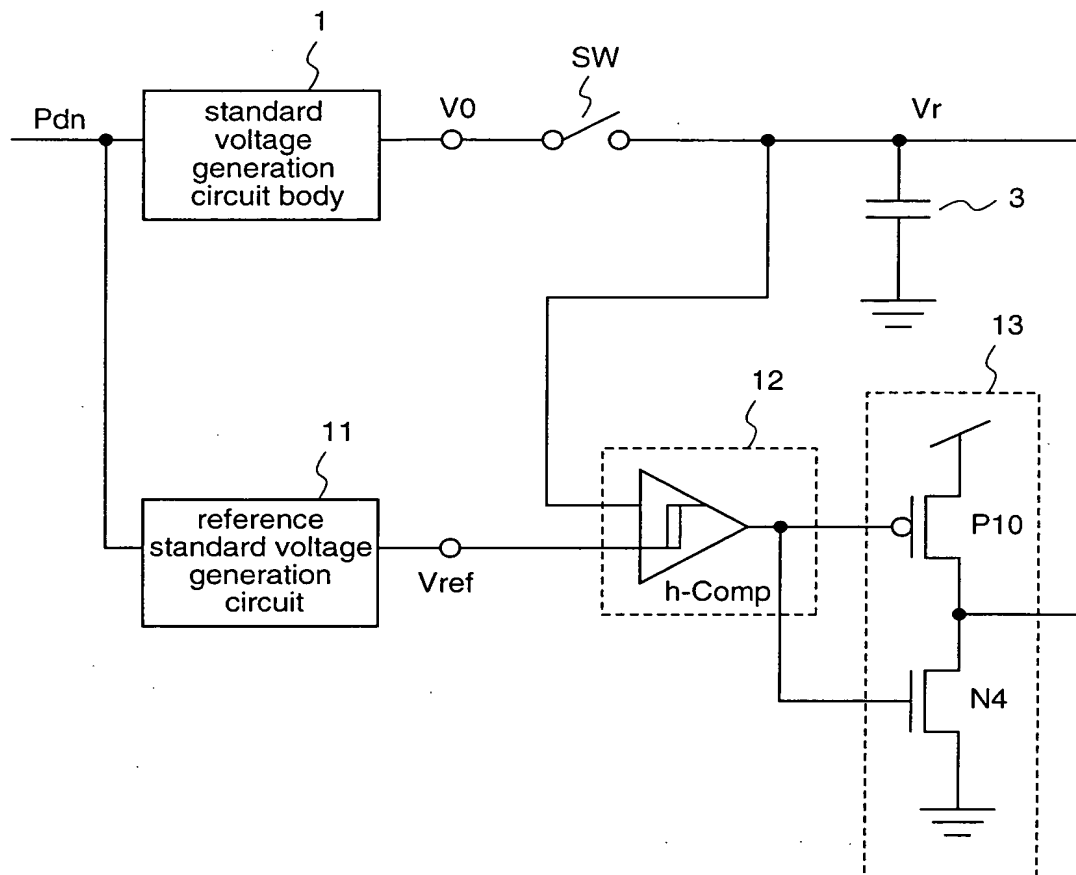 1
SW
Pdn
standard
voltage
generation
circuit body
V0
Vr
3
13
12
11
reference
standard voltage
generation
circuit
Vref
h-Comp
P10
N4